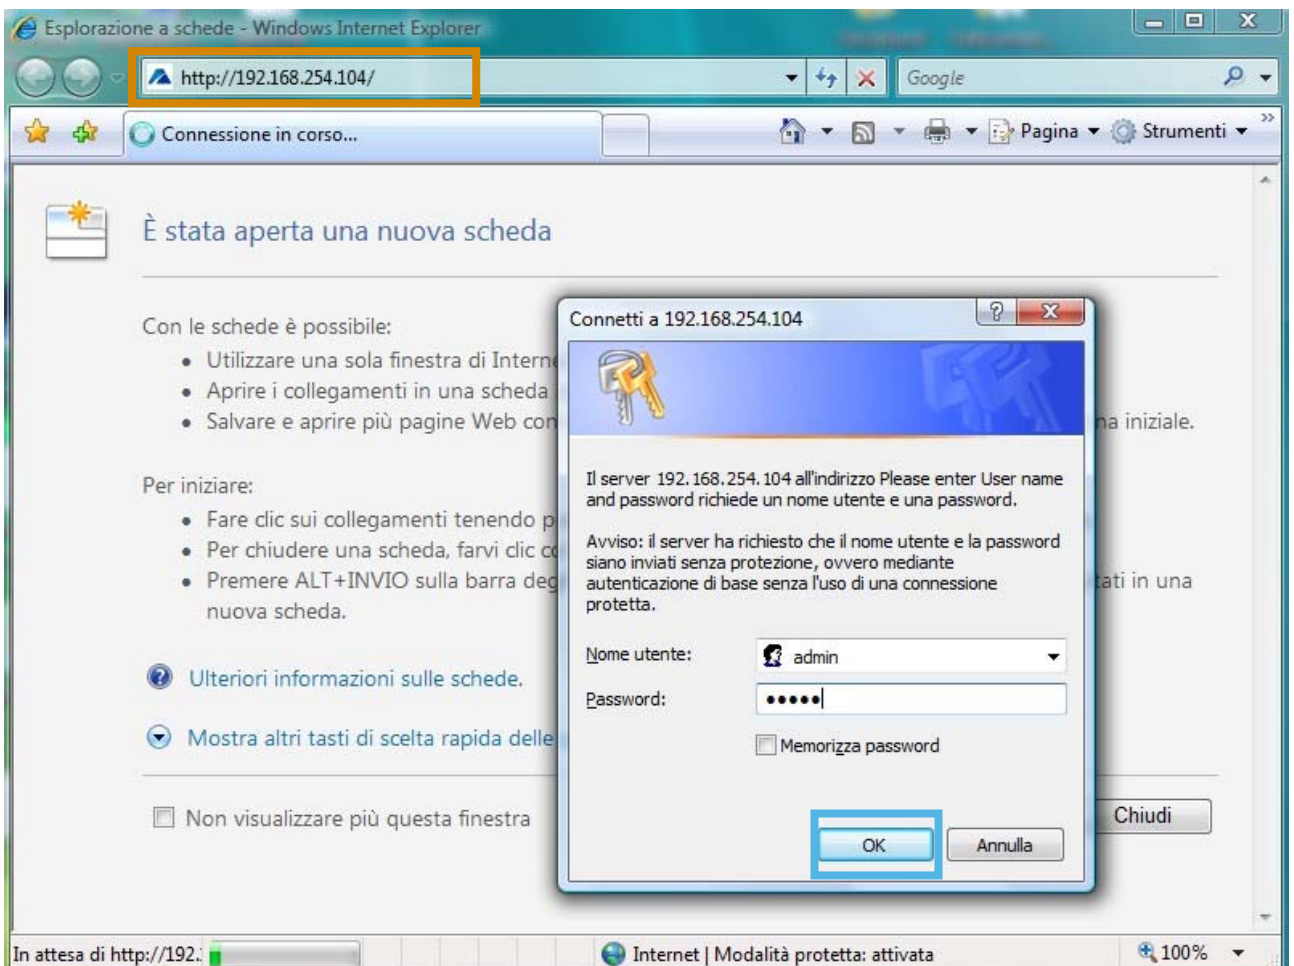 Esplorazione a schede - Windows Internet Explorer
http://192.168.254.104/
Google
Connessione in corso...
Pagina
Strumenti
È stata aperta una nuova scheda
Con le schede è possibile:
Utilizzare una sola finestra di Interne
Aprire i collegamenti in una scheda
Salvare e aprire più pagine Web con
na iniziale.
Per iniziare:
Fare clic sui collegamenti tenendo p
Per chiudere una scheda, farvi clic co
Premere ALT+INVIO sulla barra deg
tati in una
nuova scheda.
Ulteriori informazioni sulle schede.
Mostra altri tasti di scelta rapida delle
Non visualizzare più questa finestra
Chiudi
Connetti a 192.168.254.104
Il server 192.168.254.104 all'indirizzo Please enter User name
and password richiede un nome utente e una password.
Avviso: il server ha richiesto che il nome utente e la password
siano inviati senza protezione, ovvero mediante
autenticazione di base senza l'uso di una connessione
protetta.
Nome utente:
admin
Password:
•••••
Memorizza password
OK
Annulla
In attesa di http://192.:
Internet | Modalità protetta: attivata
100%